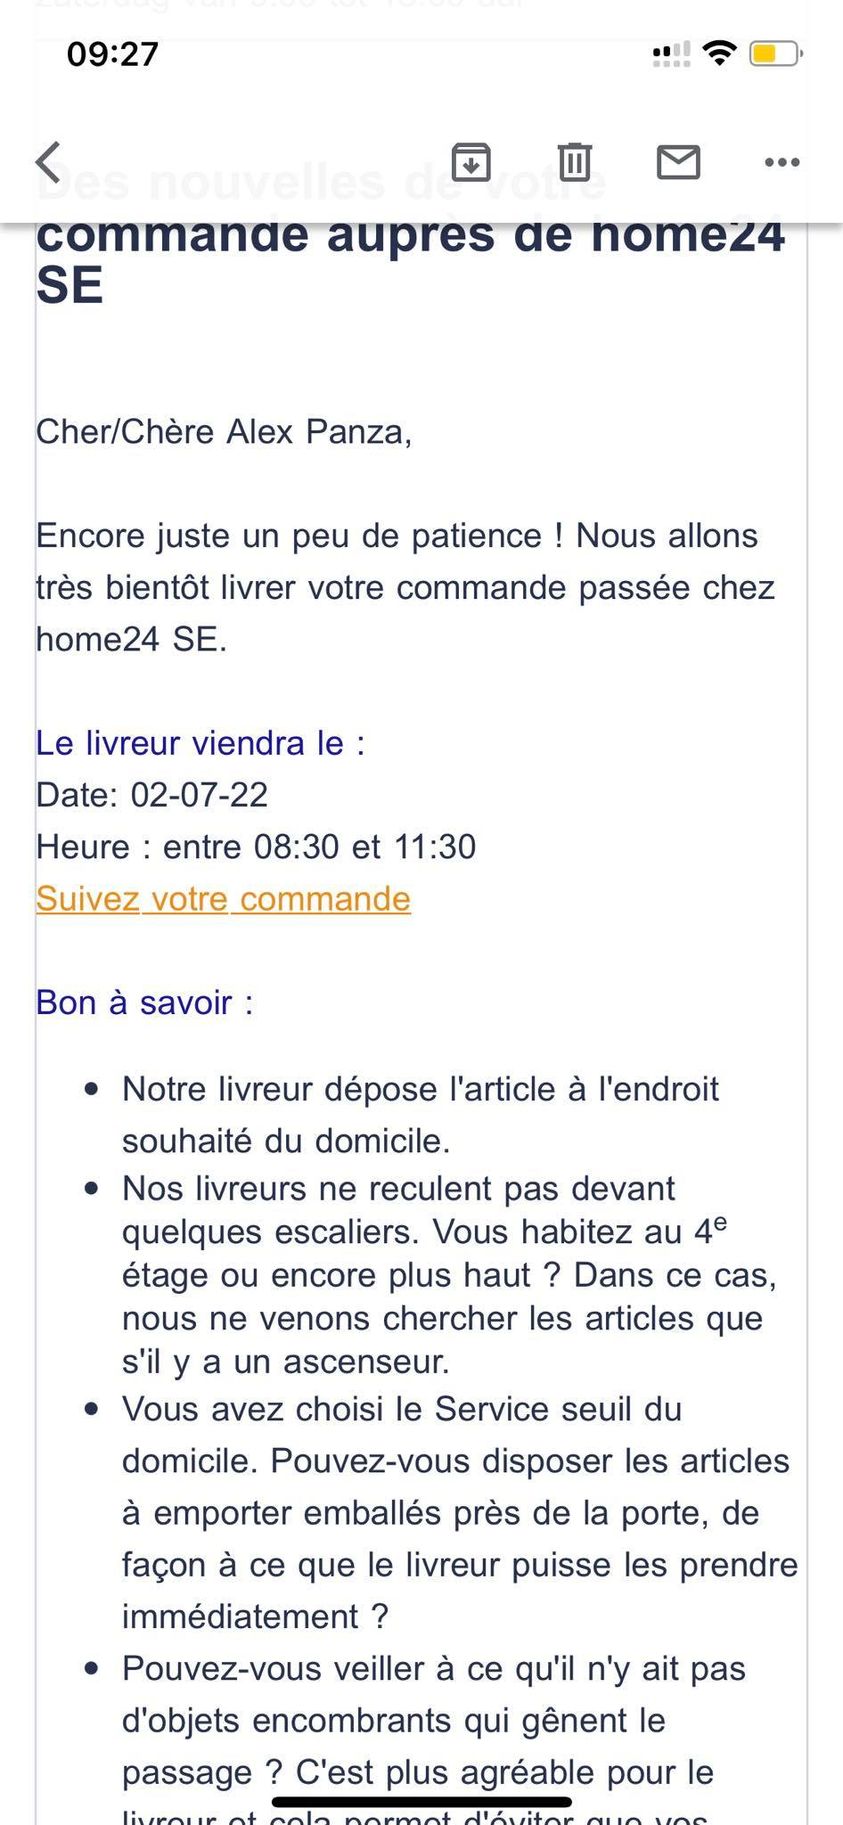 zaterdag van 9.00 tot
09:27
Des nouvelles de votre
commande auprès de home24
SE
Cher/Chère Alex Panza,
Encore juste un peu de patience ! Nous allons
très bientôt livrer votre commande passée chez
home24 SE.
Le livreur viendra le :
Date: 02-07-22
Heure : entre 08:30 et 11:30
Suivez votre commande
Bon à savoir :
• Notre livreur dépose l'article à l'endroit
souhaité du domicile.
• Nos livreurs ne reculent pas devant
quelques escaliers. Vous habitez au 4e
étage ou encore plus haut ? Dans ce cas,
nous ne venons chercher les articles que
s'il y a un ascenseur.
• Vous avez choisi le Service seuil du
domicile. Pouvez-vous disposer les articles
à emporter emballés près de la porte, de
façon à ce que le livreur puisse les prendre
immédiatement ?
• Pouvez-vous veiller à ce qu'il n'y ait pas
d'objets encombrants qui gênent le
passage ? C'est plus agréable pour le
livreur et cela permet d'éviter que vos